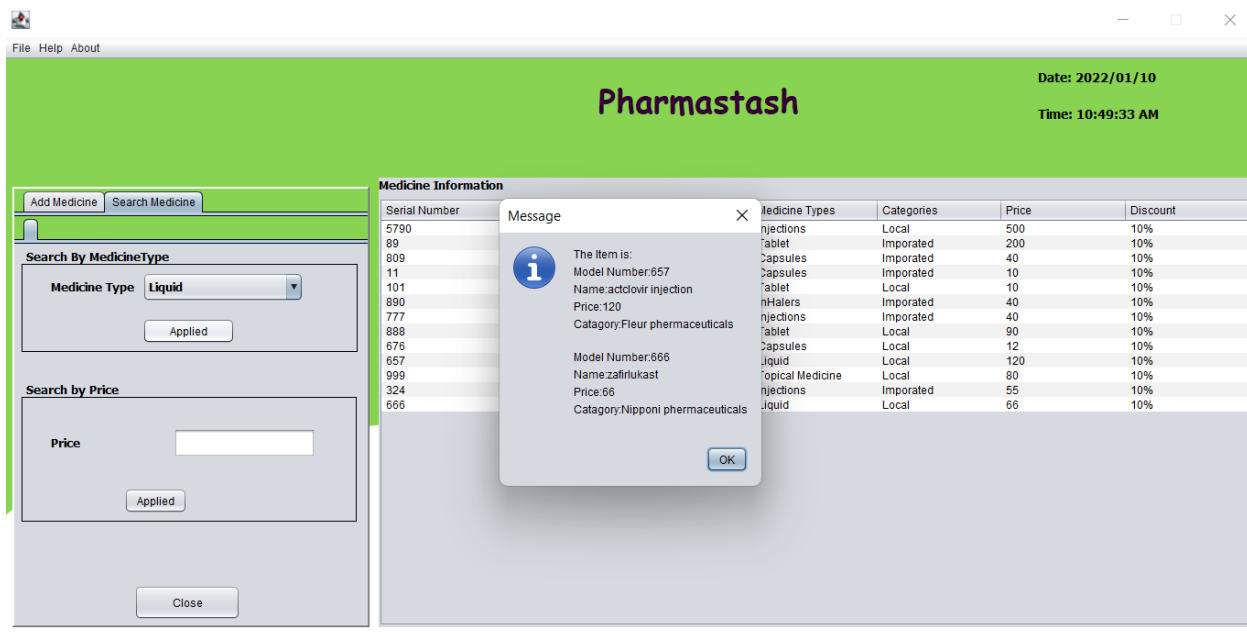 File Help About
Pharmastash
Date: 2022/01/10
Time: 10:49:33 AM
Add Medicine Search Medicine
Search By MedicineType
Medicine Type Liquid
Applied
Search by Price
Price
Applied
Close
Medicine Information
Serial Number Medicine Types Categories Price Discount
5790 njections Local 500 10%
89 Tablet Imporated 200 10%
809 Capsules Imporated 40 10%
11 Capsules Imporated 10 10%
101 Tablet Local 10 10%
890 nHalers Imporated 40 10%
777 njections Imporated 40 10%
888 Tablet Local 90 10%
676 Capsules Local 12 10%
657 Liquid Local 120 10%
999 Topical Medicine Local 80 10%
324 njections Imporated 55 10%
666 Liquid Local 66 10%
Message
The Item is:
Model Number:657
Name:actclovir injection
Price:120
Catagory:Fleur phermaceuticals
Model Number:666
Name:zafirlukast
Price:66
Catagory:Nipponi phermaceuticals
OK